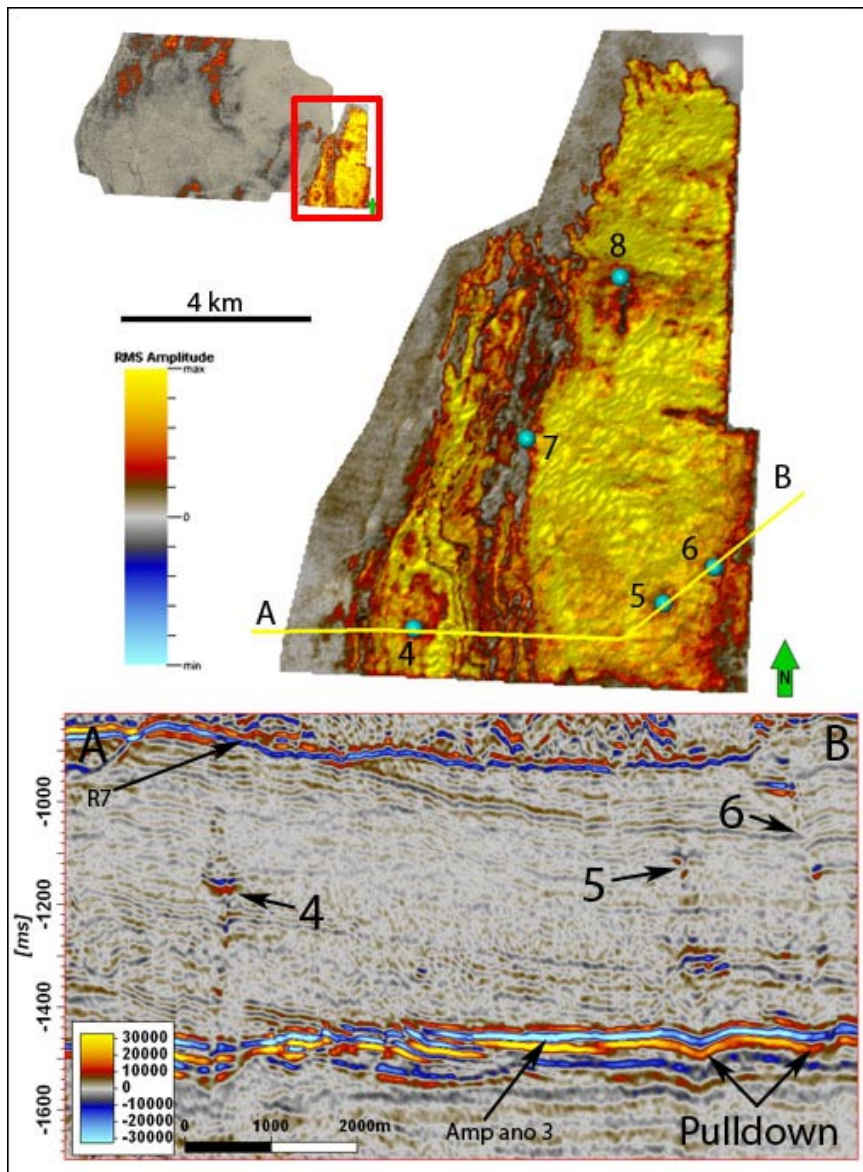 4 km
RMS Amplitude
max
0
min
8
7
B
6
5
A
4
N
A
B
R7
-1000
6
5
4
-1200
[ms]
-1400
-1600
30000
20000
10000
0
-10000
-20000
-30000
0
1000
2000m
Amp ano 3
Pulldown